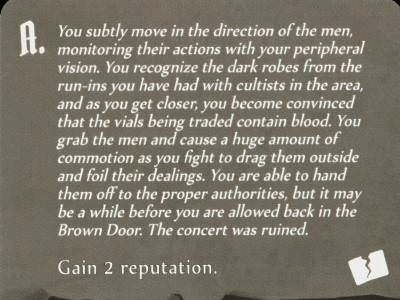 A. You subtly move in the direction of the men,
monitoring their actions with your peripheral
vision. You recognize the dark robes from the
run-ins you have had with cultists in the area,
and as you get closer, you become convinced
that the vials being traded contain blood. You
grab the men and cause a huge amount of
commotion as you fight to drag them outside
and foil their dealings. You are able to hand
them off to the proper authorities, but it may
be a while before you are allowed back in the
Brown Door. The concert was ruined.
Gain 2 reputation.